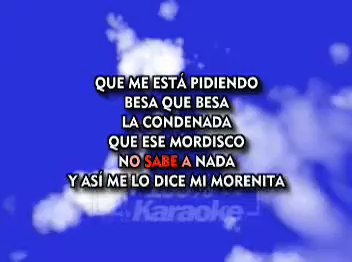 QUE ME ESTÁ PIDIENDO
BESA QUE BESA
LA CONDENADA
QUE ESE MORDISCO
NO SABE A NADA
Y ASÍ ME LO DICE MI MORENITA
Karaoke